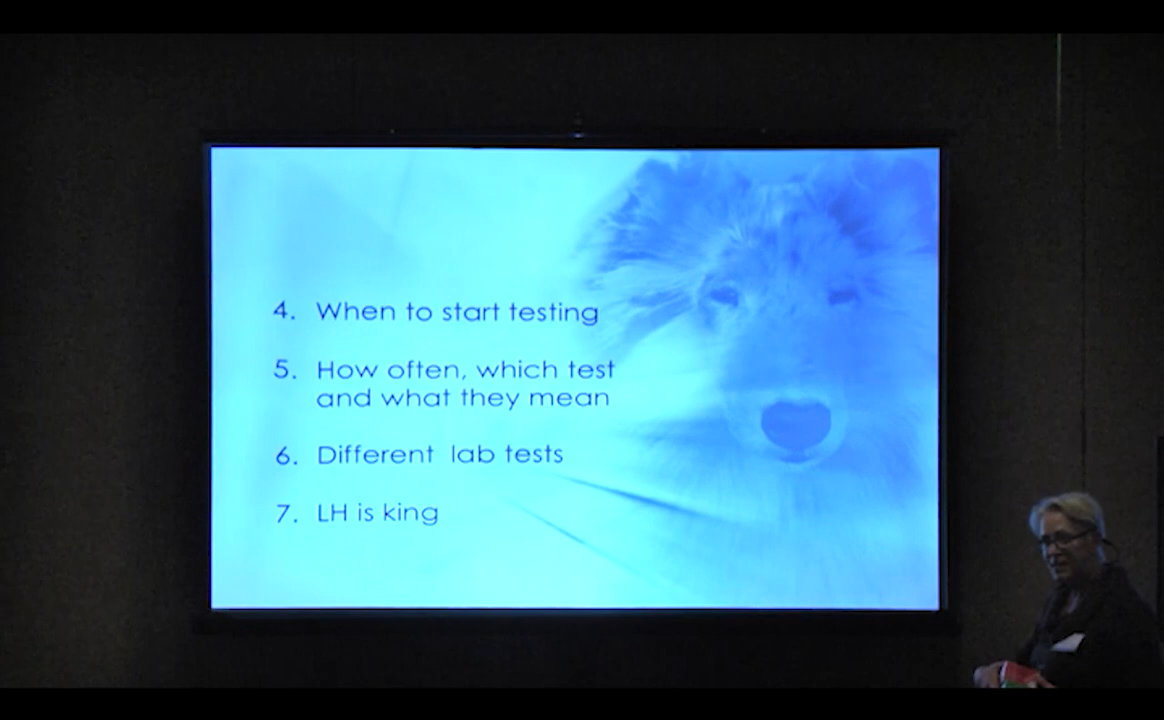 4. When to start testing
5. How often, which test
and what they mean
6. Different lab tests
7. LH is king